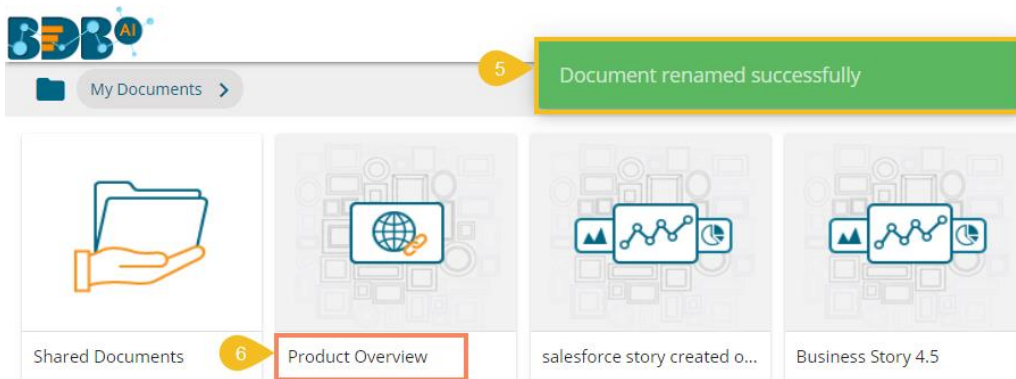 BDB AI
5
Document renamed successfully
My Documents
6
Shared Documents
Product Overview
salesforce story created o...
Business Story 4.5